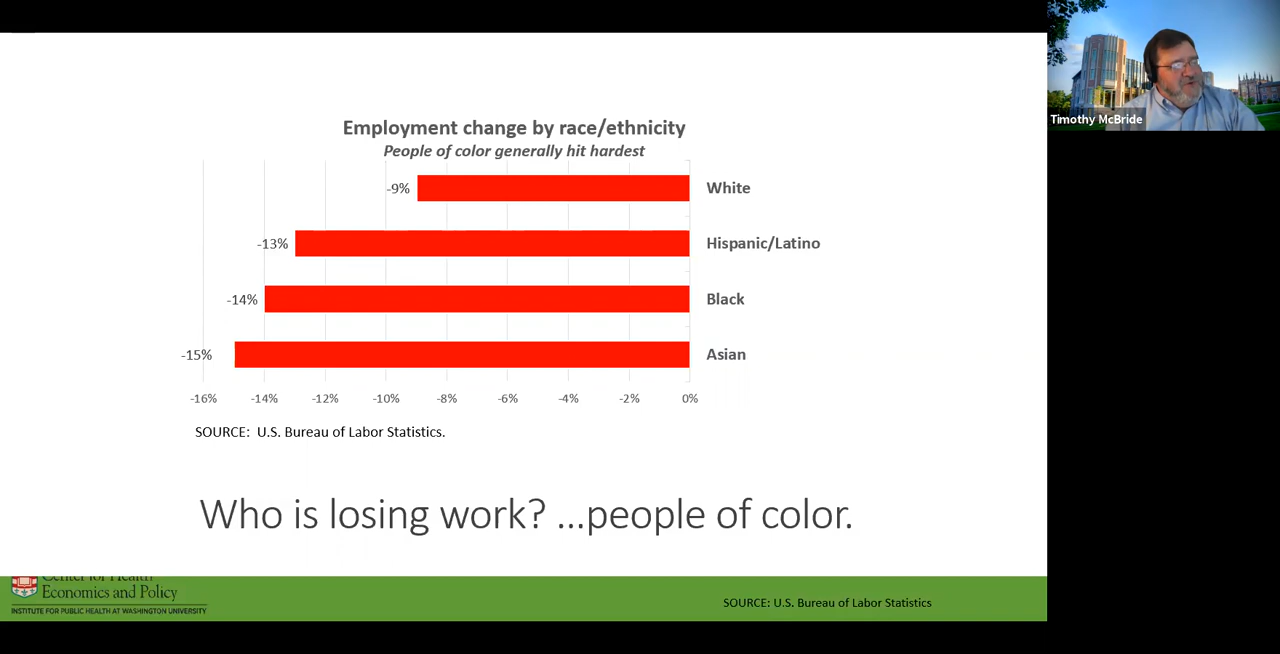 Timothy McBride
Employment change by race/ethnicity
People of color generally hit hardest
-9% White
-13% Hispanic/Latino
-14% Black
-15% Asian
-16% -14% -12% -10% -8% -6% -4% -2% 0%
SOURCE: U.S. Bureau of Labor Statistics.
Who is losing work? ...people of color.
Center for Health
Economics and Policy
INSTITUTE FOR PUBLIC HEALTH AT WASHINGTON UNIVERSITY
SOURCE: U.S. Bureau of Labor Statistics